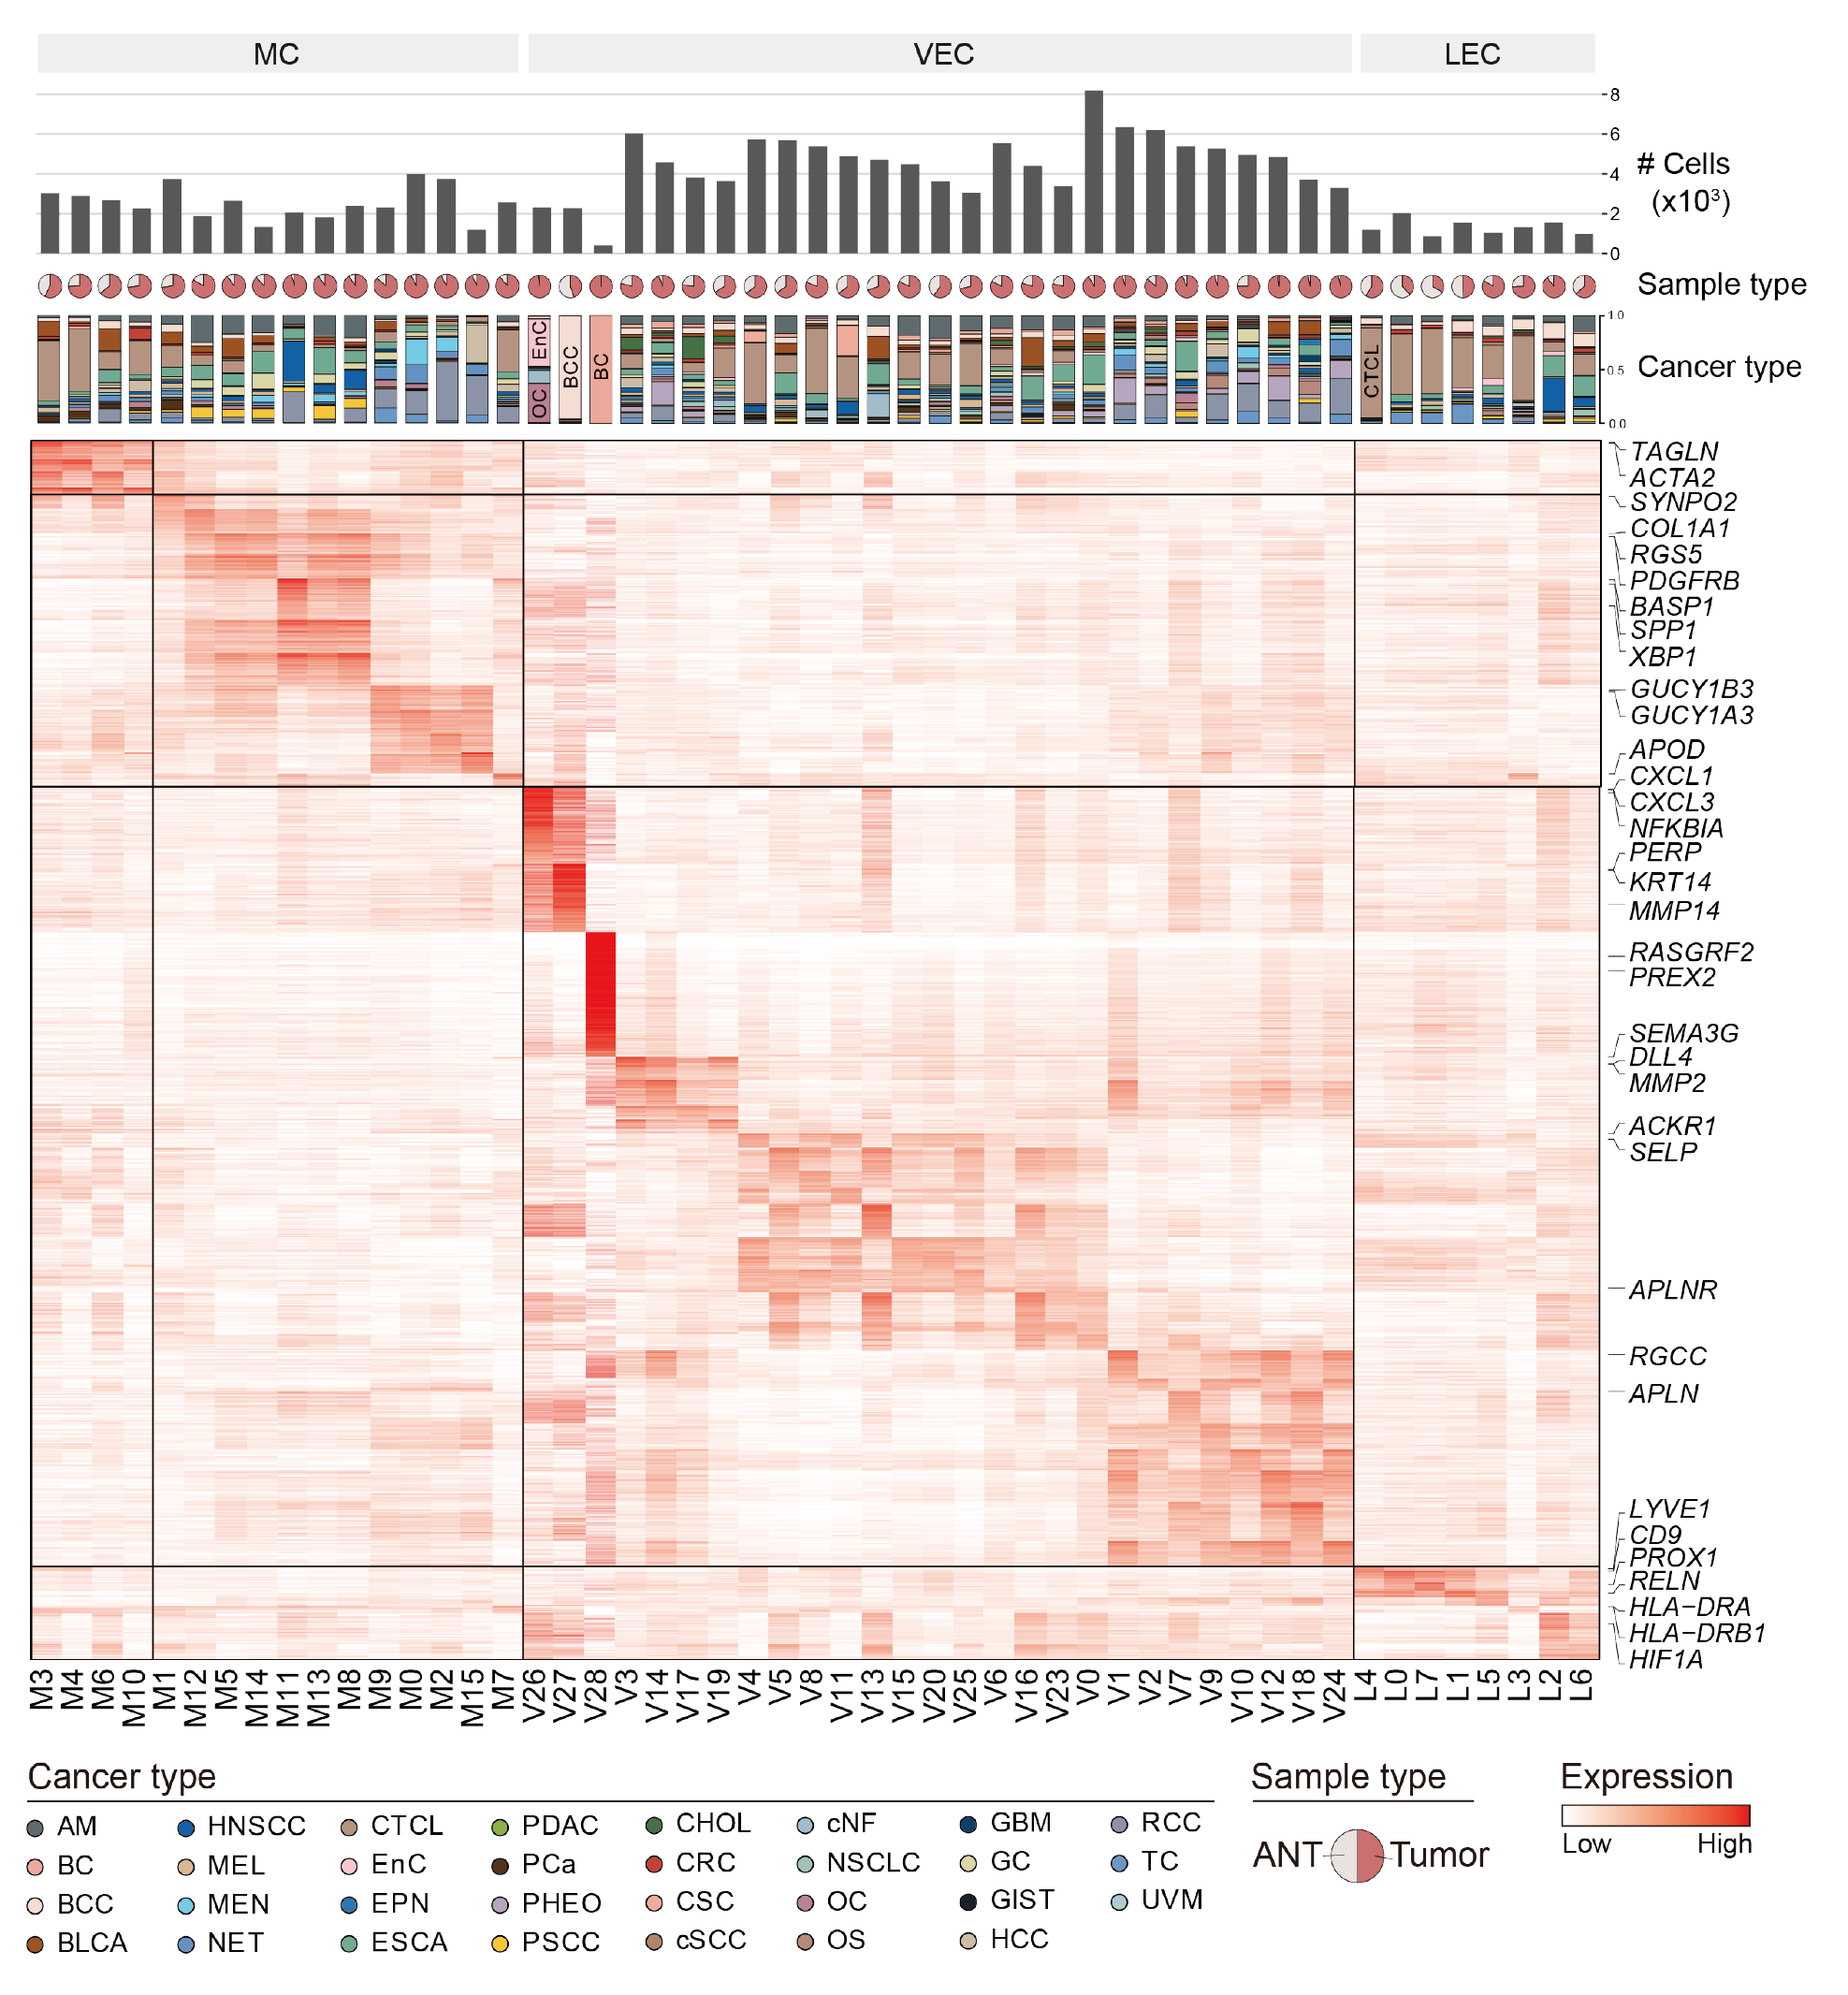 MC VEC LEC
8
6
4
2
0
# Cells
(x10³)
Sample type
EnC
OC
BCC
BC
CTCL
1.0
0.5
0.0
Cancer type
TAGLN
ACTA2
SYNPO2
COL1A1
RGS5
PDGFRB
BASP1
SPP1
XBP1
GUCY1B3
GUCY1A3
APOD
CXCL1
CXCL3
NFKBIA
PERP
KRT14
MMP14
RASGRF2
PREX2
SEMA3G
DLL4
MMP2
ACKR1
SELP
APLNR
RGCC
APLN
LYVE1
CD9
PROX1
RELN
HLA−DRA
HLA−DRB1
HIF1A
M3 M4 M6 M10 M1 M12 M5 M14 M11 M13 M8 M9 M0 M2 M15 M7 V26 V27 V28 V3 V14 V17 V19 V4 V5 V8 V11 V13 V15 V20 V25 V6 V16 V23 V0 V1 V2 V7 V9 V10 V12 V18 V24 L4 L0 L7 L1 L5 L3 L2 L6
Cancer type
AM HNSCC CTCL PDAC CHOL cNF GBM RCC
BC MEL EnC PCa CRC NSCLC GC TC
BCC MEN EPN PHEO CSC OC GIST UVM
BLCA NET ESCA PSCC cSCC OS HCC
Sample type
ANT Tumor
Expression
Low High